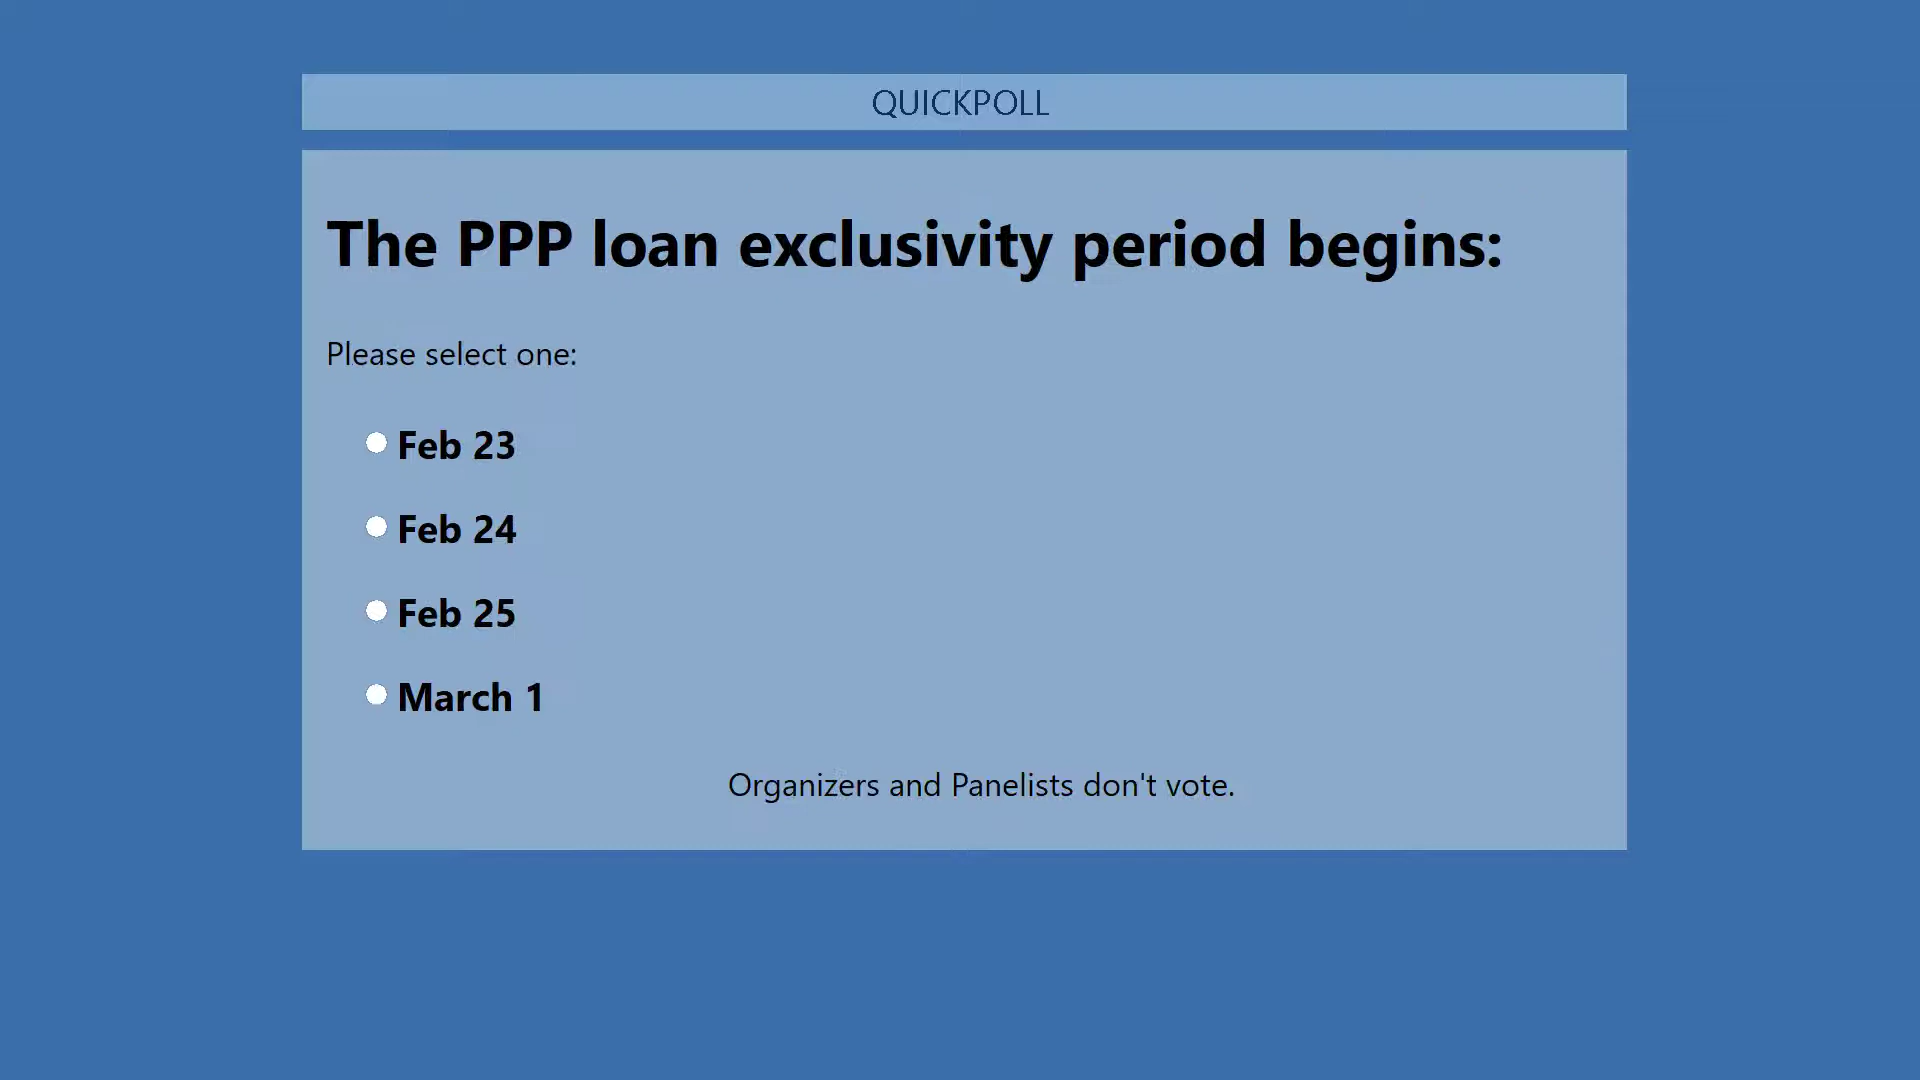 QUICKPOLL
The PPP loan exclusivity period begins:
Please select one:
Feb 23
Feb 24
Feb 25
March 1
Organizers and Panelists don't vote.